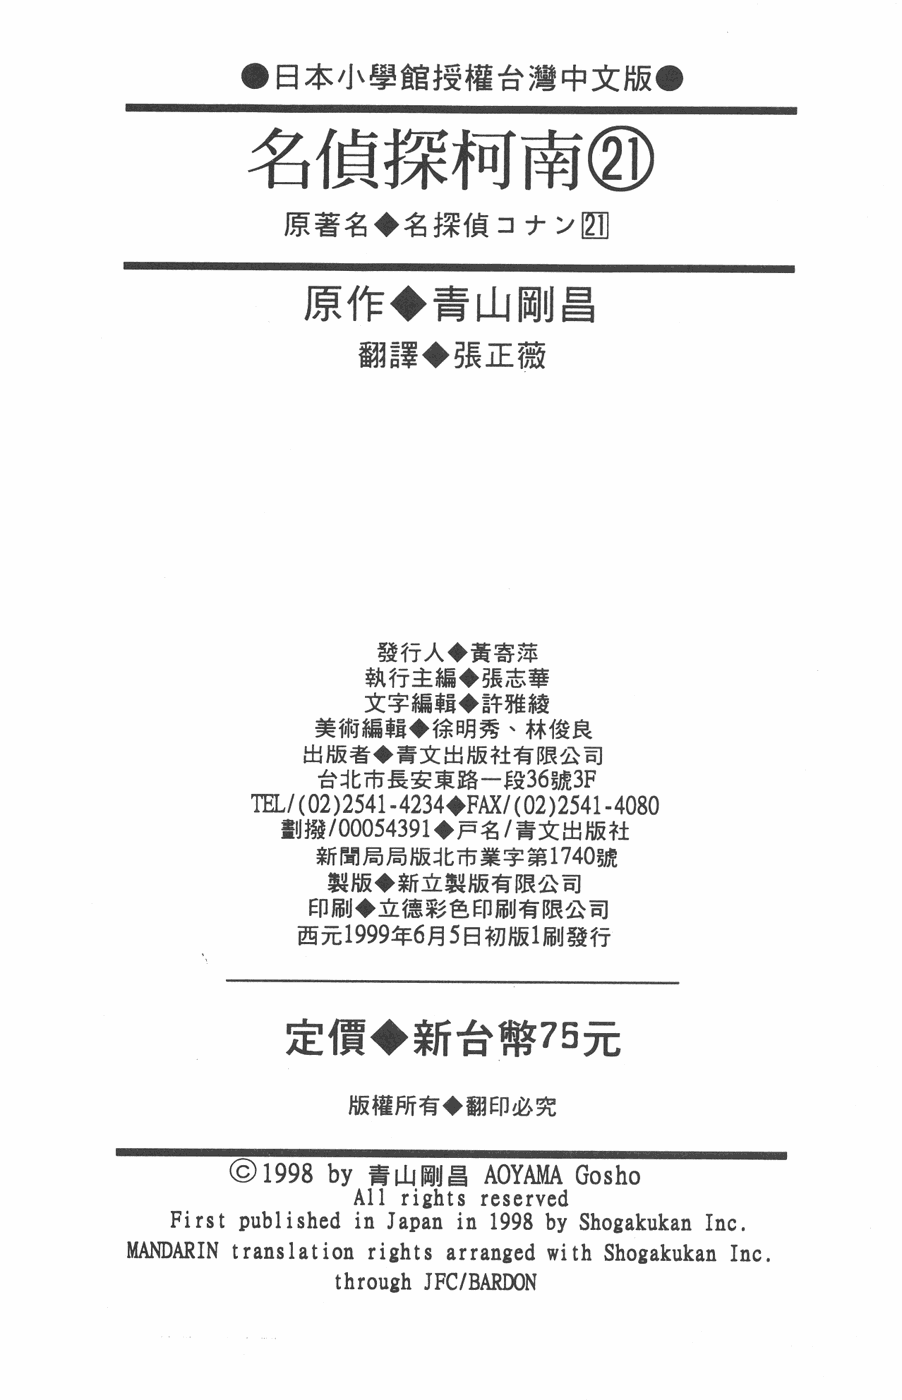 ●日本小學館授權台灣中文版●
名偵探柯南㉑
原著名◆名探偵コナン21
原作◆青山剛昌
翻譯◆張正薇
發行人◆黃寄萍
執行主編◆張志華
文字編輯◆許雅綾
美術編輯◆徐明秀、林俊良
出版者◆青文出版社有限公司
台北市長安東路一段36號3F
TEL/(02)2541-4234◆FAX/(02)2541-4080
劃撥/00054391◆戸名/青文出版社
新聞局局版北市業字第1740號
製版◆新立製版有限公司
印刷◆立德彩色印刷有限公司
西元1999年6月5日初版1刷發行
定價◆新台幣75元
版權所有◆翻印必究
©1998 by 青山剛昌 AOYAMA Gosho
All rights reserved
First published in Japan in 1998 by Shogakukan Inc.
MANDARIN translation rights arranged with Shogakukan Inc.
through JFC/BARDON